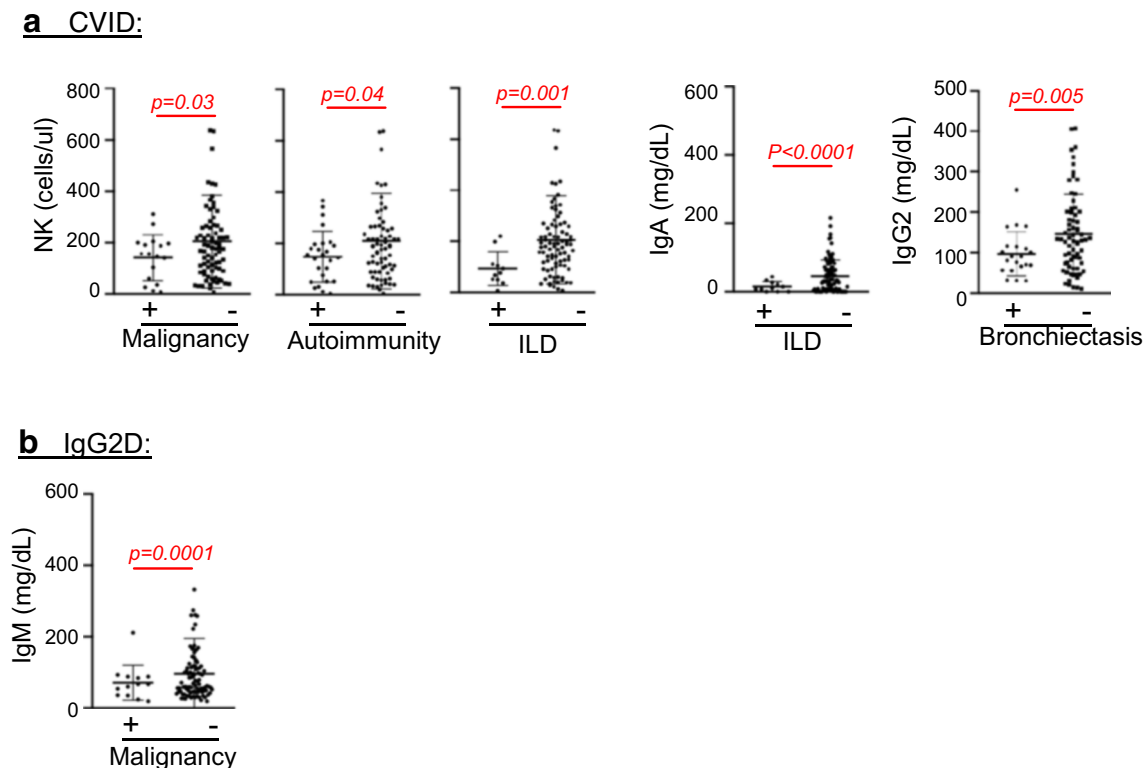 a CVID:
NK (cells/ul)
800
600
400
200
0
p=0.03
+ -
Malignancy
p=0.04
+ -
Autoimmunity
p=0.001
+ -
ILD
IgA (mg/dL)
600
400
200
0
P<0.0001
+ -
ILD
IgG2 (mg/dL)
500
400
300
200
100
0
p=0.005
+ -
Bronchiectasis
b IgG2D:
IgM (mg/dL)
600
400
200
0
p=0.0001
+ -
Malignancy